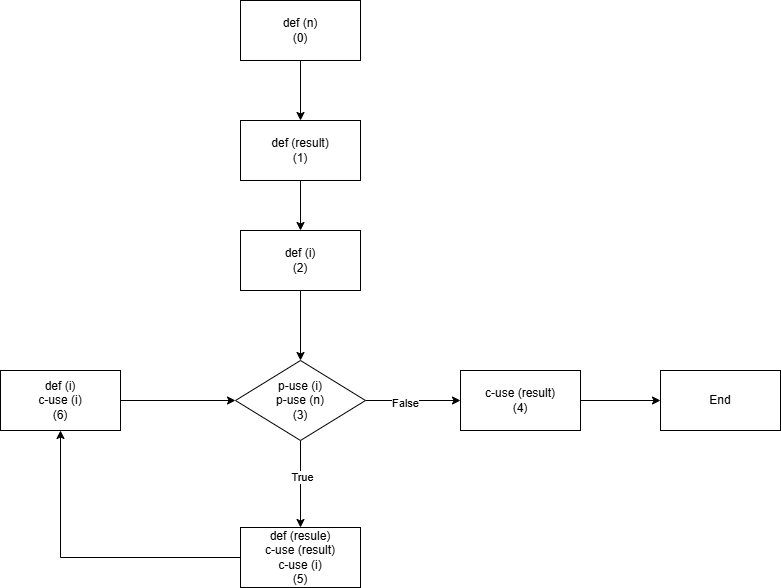 def (n)
(0)
def (result)
(1)
def (i)
(2)
def (i)
c-use (i)
(6)
p-use (i)
p-use (n)
(3)
False
c-use (result)
(4)
End
True
def (resule)
c-use (result)
c-use (i)
(5)